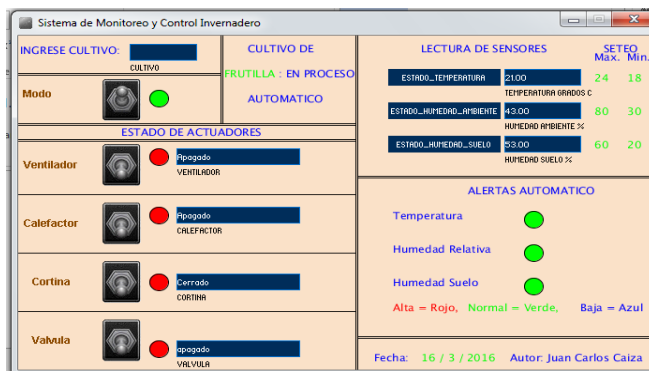 Sistema de Monitoreo y Control Invernadero
INGRESE CULTIVO:
CULTIVO
Modo
CULTIVO DE
FRUTILLA : EN PROCESO
AUTOMATICO
ESTADO DE ACTUADORES
Ventilador
Apagado
VENTILADOR
Calefactor
Apagado
CALEFACTOR
Cortina
Cerrado
CORTINA
Valvula
apagado
VALVULA
LECTURA DE SENSORES
SETEO
Max. Min.
ESTADO_TEMPERATURA 21.00 24 18
TEMPERATURA GRADOS C
ESTADO_HUMEDAD_AMBIENTE 43.00 80 30
HUMEDAD AMBIENTE %
ESTADO_HUMEDAD_SUELO 53.00 60 20
HUMEDAD SUELO %
ALERTAS AUTOMATICO
Temperatura
Humedad Relativa
Humedad Suelo
Alta = Rojo, Normal = Verde, Baja = Azul
Fecha: 16 / 3 / 2016 Autor: Juan Carlos Caiza